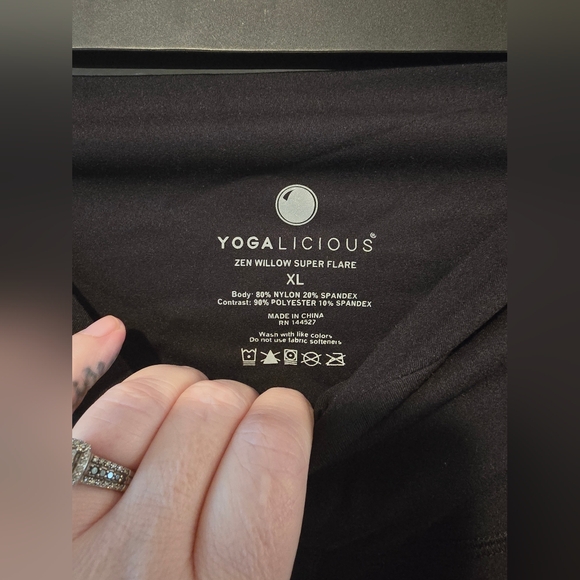 YOGALICIOUS®
ZEN WILLOW SUPER FLARE
XL
Body: 80% NYLON 20% SPANDEX
Contrast: 90% POLYESTER 10% SPANDEX
MADE IN CHINA
RN 144527
Wash with like colors
Do not use fabric softeners